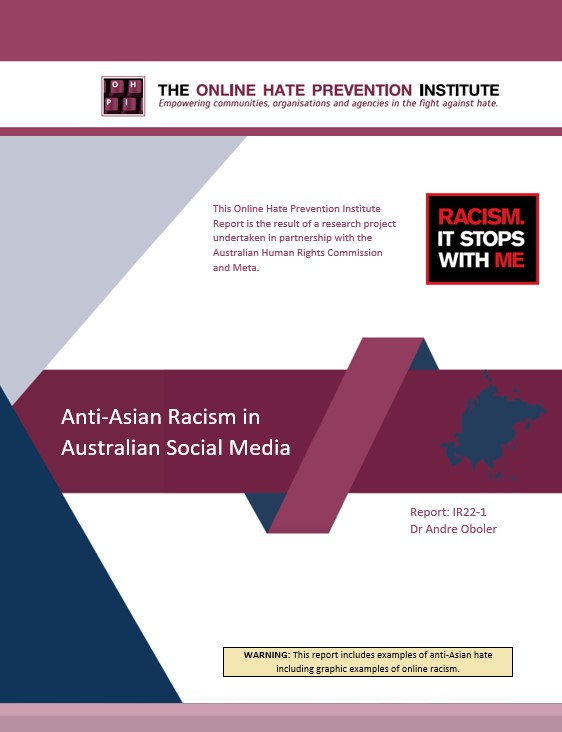 O H
P I
THE ONLINE HATE PREVENTION INSTITUTE
Empowering communities, organisations and agencies in the fight against hate.
This Online Hate Prevention Institute
Report is the result of a research project
undertaken in partnership with the
Australian Human Rights Commission
and Meta.
RACISM.
IT STOPS
WITH ME
Anti-Asian Racism in
Australian Social Media
Report: IR22-1
Dr Andre Oboler
WARNING: This report includes examples of anti-Asian hate
including graphic examples of online racism.